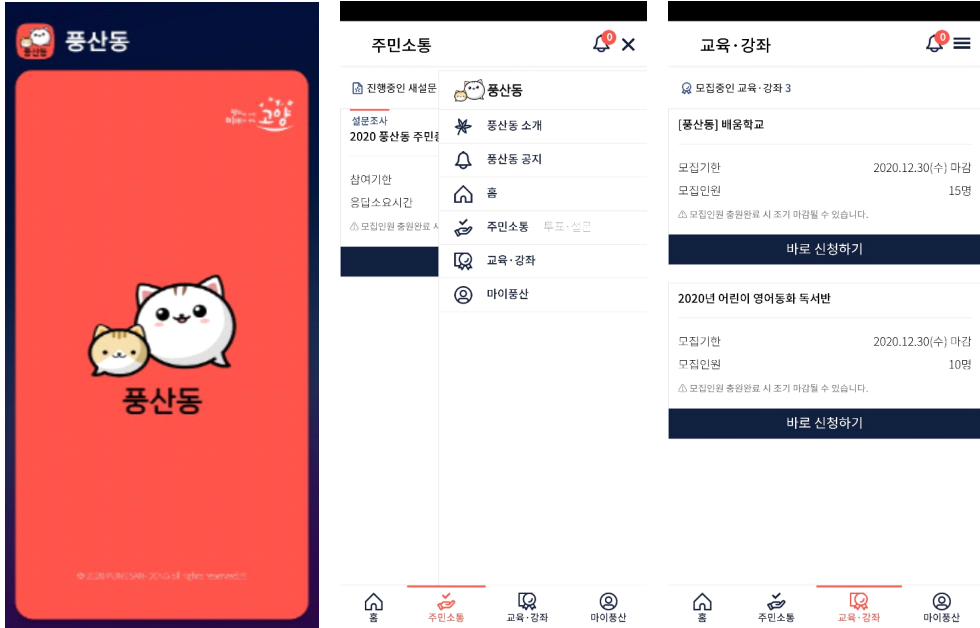 풍산동
고양
풍산동
© 2020 PUNGSAN-DONG all rights reserved
주민소통
0
진행중인 새설문
설문조사
2020 풍산동 주민
참여기한
응답소요시간
모집인원 충원완료 시
풍산동
풍산동 소개
풍산동 공지
홈
주민소통 투표·설문
교육·강좌
마이풍산
홈 주민소통 교육·강좌 마이풍산
교육·강좌
0
모집중인 교육·강좌 3
[풍산동] 배움학교
모집기한 2020.12.30(수) 마감
모집인원 15명
모집인원 충원완료 시 조기 마감될 수 있습니다.
바로 신청하기
2020년 어린이 영어동화 독서반
모집기한 2020.12.30(수) 마감
모집인원 10명
모집인원 충원완료 시 조기 마감될 수 있습니다.
바로 신청하기
홈 주민소통 교육·강좌 마이풍산